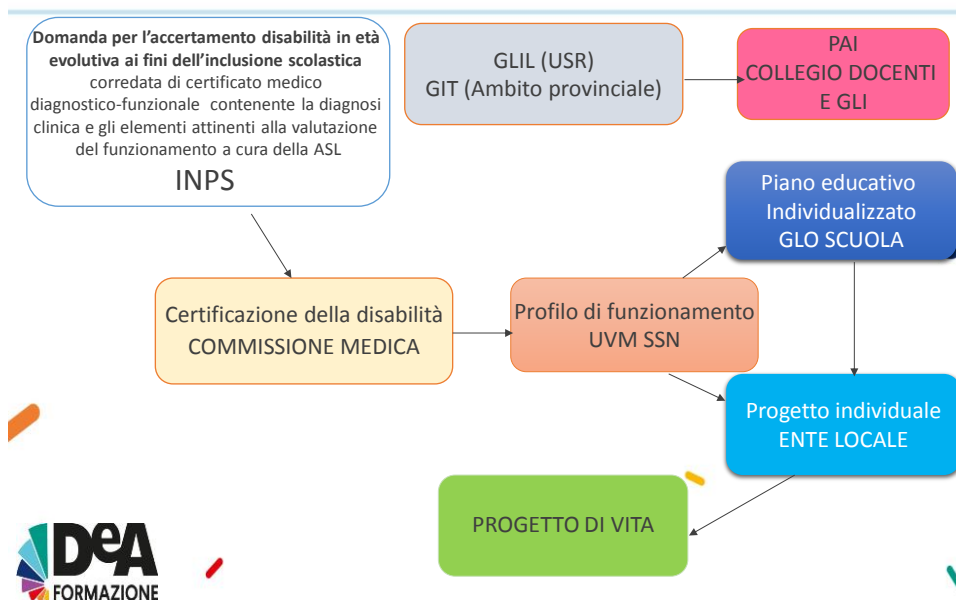 Domanda per l'accertamento disabilità in età
evolutiva ai fini dell'inclusione scolastica
corredata di certificato medico
diagnostico-funzionale contenente la diagnosi
clinica e gli elementi attinenti alla valutazione
del funzionamento a cura della ASL
INPS
GLIL (USR)
GIT (Ambito provinciale)
PAI
COLLEGIO DOCENTI
E GLI
Piano educativo
Individualizzato
GLO SCUOLA
Certificazione della disabilità
COMMISSIONE MEDICA
Profilo di funzionamento
UVM SSN
Progetto individuale
ENTE LOCALE
PROGETTO DI VITA
DeA
FORMAZIONE